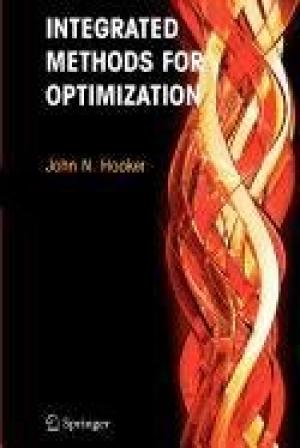 INTEGRATED
METHODS FOR
OPTIMIZATION
John N. Hooker
Springer